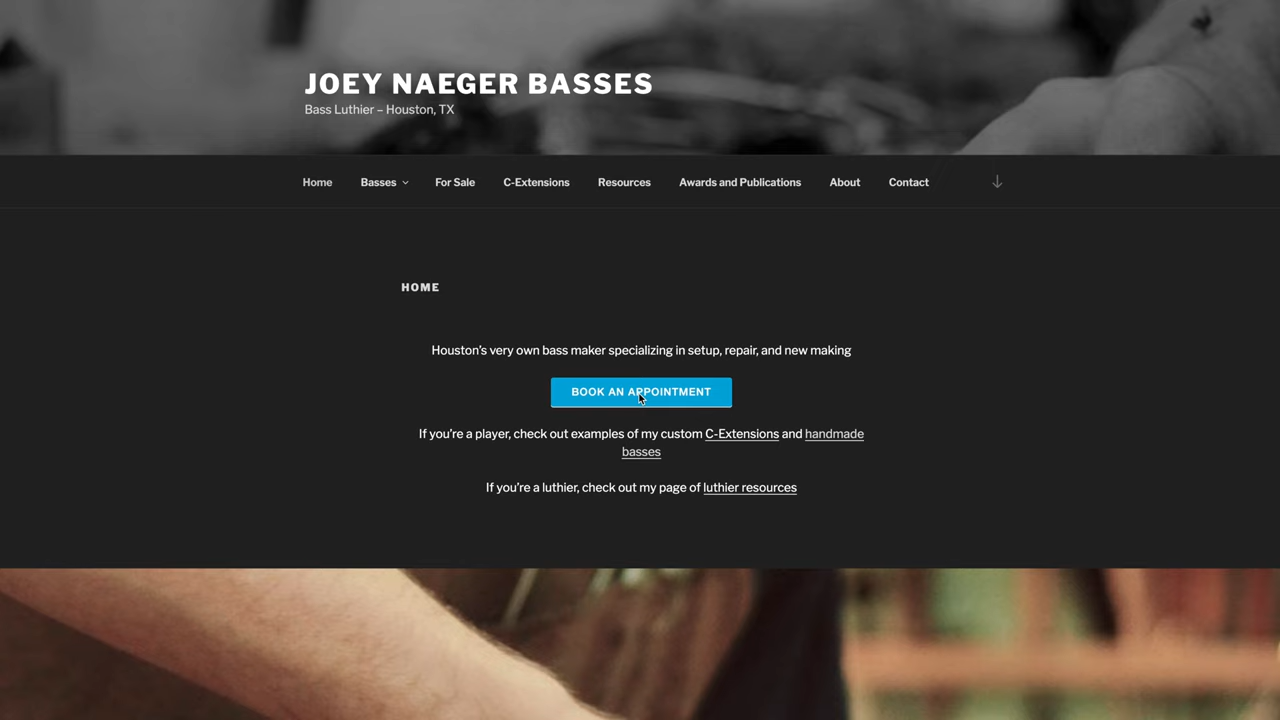 JOEY NAEGER BASSES
Bass Luthier – Houston, TX
Home Basses For Sale C-Extensions Resources Awards and Publications About Contact
HOME
Houston's very own bass maker specializing in setup, repair, and new making
BOOK AN APPOINTMENT
If you're a player, check out examples of my custom C-Extensions and handmade
basses
If you're a luthier, check out my page of luthier resources